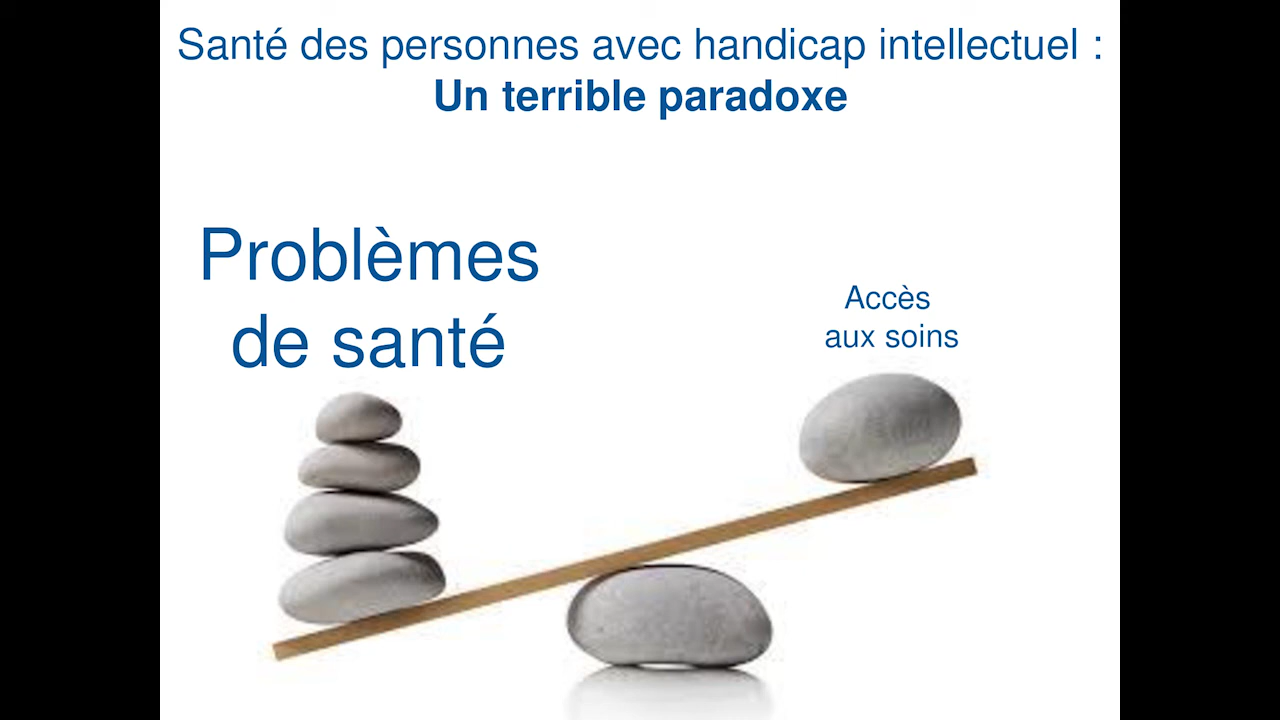 Santé des personnes avec handicap intellectuel :
Un terrible paradoxe
Problèmes
de santé
Accès
aux soins